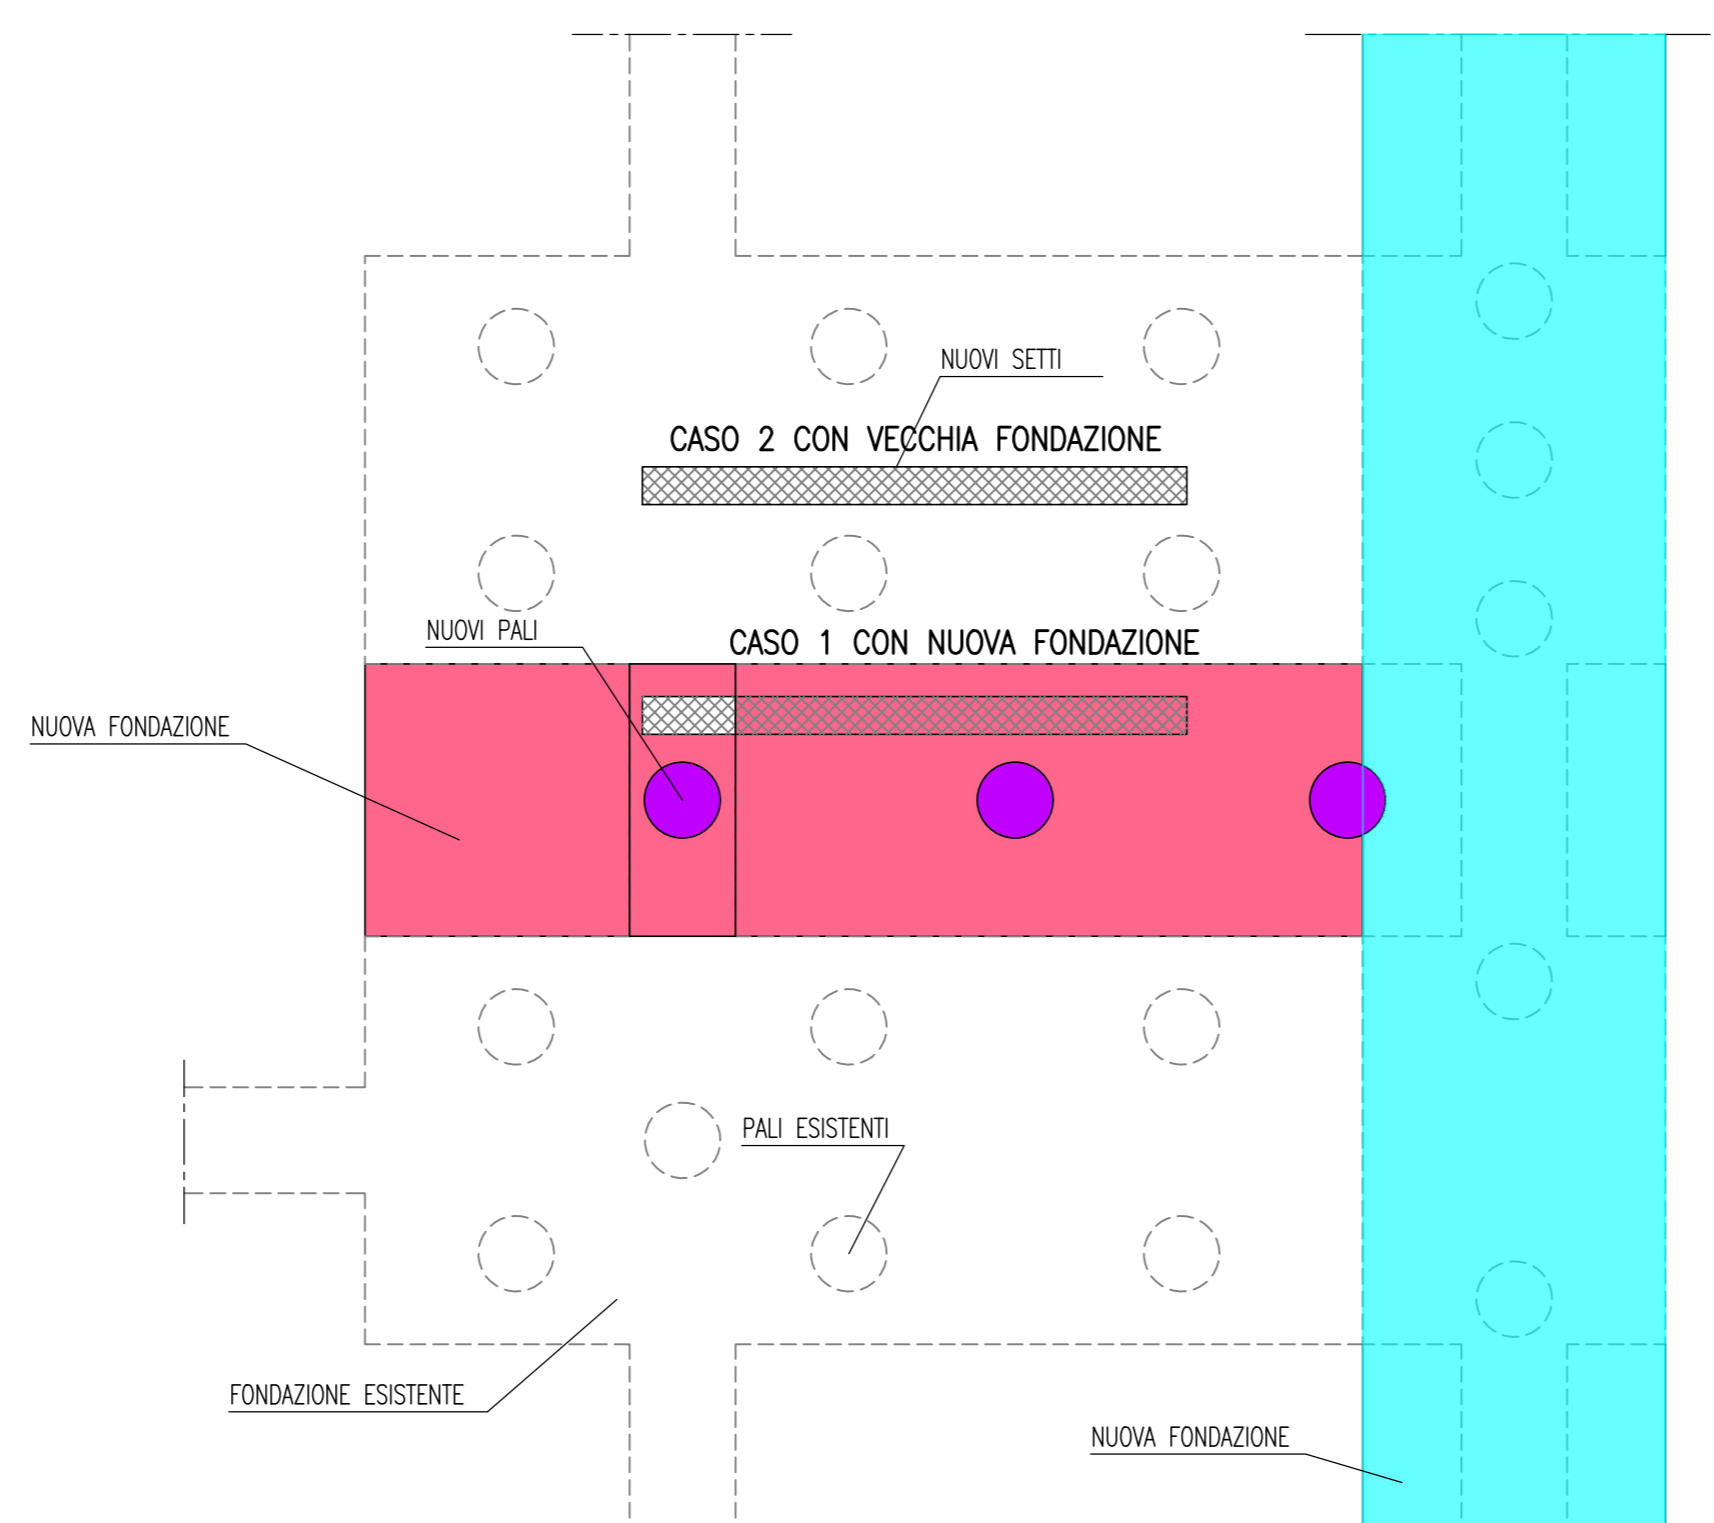 NUOVI SETTI
CASO 2 CON VECCHIA FONDAZIONE
NUOVI PALI
CASO 1 CON NUOVA FONDAZIONE
NUOVA FONDAZIONE
PALI ESISTENTI
FONDAZIONE ESISTENTE
NUOVA FONDAZIONE